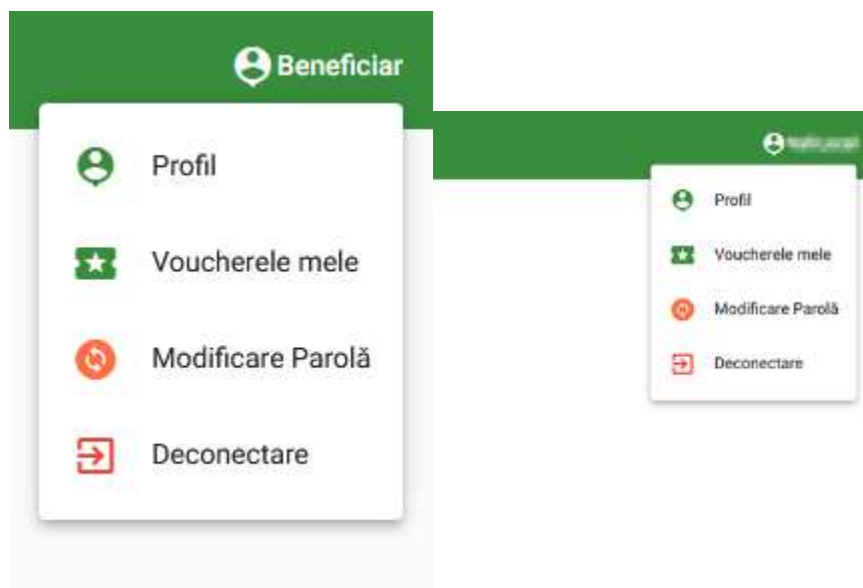 Beneficiar
Profil
Voucherele mele
Modificare Parolă
Deconectare
Profil
Voucherele mele
Modificare Parolă
Deconectare